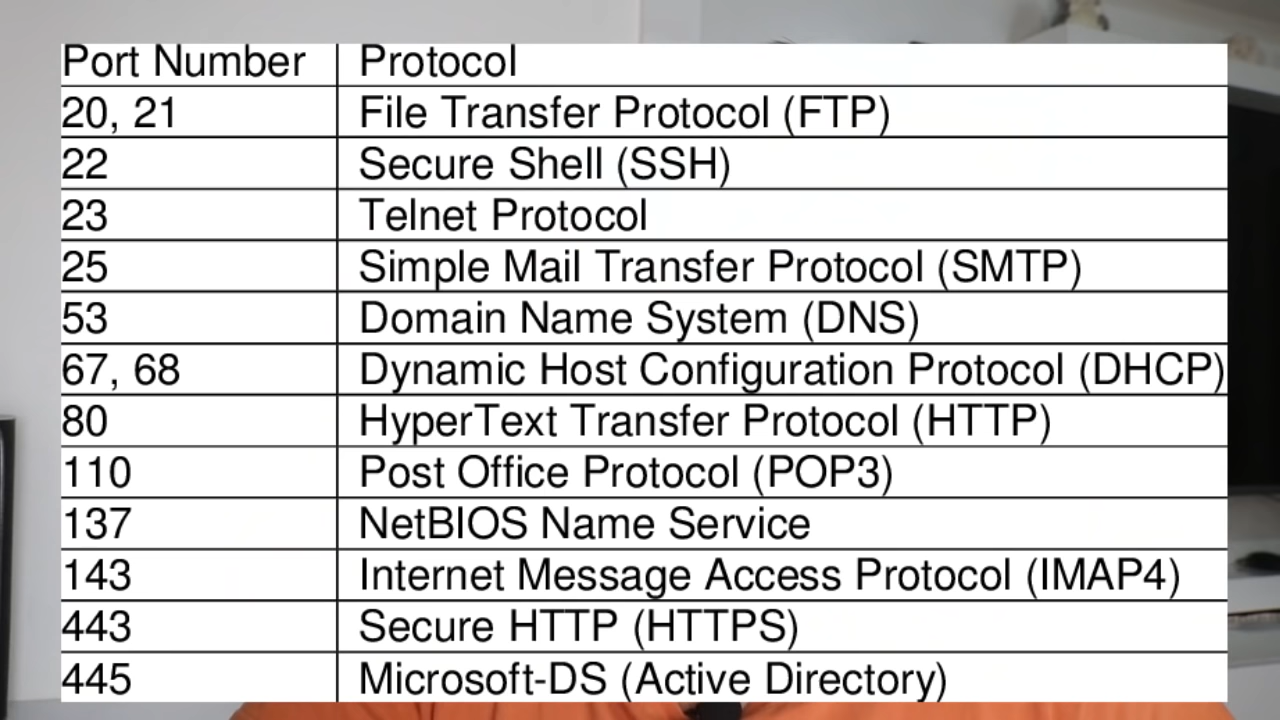 Port Number Protocol
20, 21 File Transfer Protocol (FTP)
22 Secure Shell (SSH)
23 Telnet Protocol
25 Simple Mail Transfer Protocol (SMTP)
53 Domain Name System (DNS)
67, 68 Dynamic Host Configuration Protocol (DHCP)
80 HyperText Transfer Protocol (HTTP)
110 Post Office Protocol (POP3)
137 NetBIOS Name Service
143 Internet Message Access Protocol (IMAP4)
443 Secure HTTP (HTTPS)
445 Microsoft-DS (Active Directory)